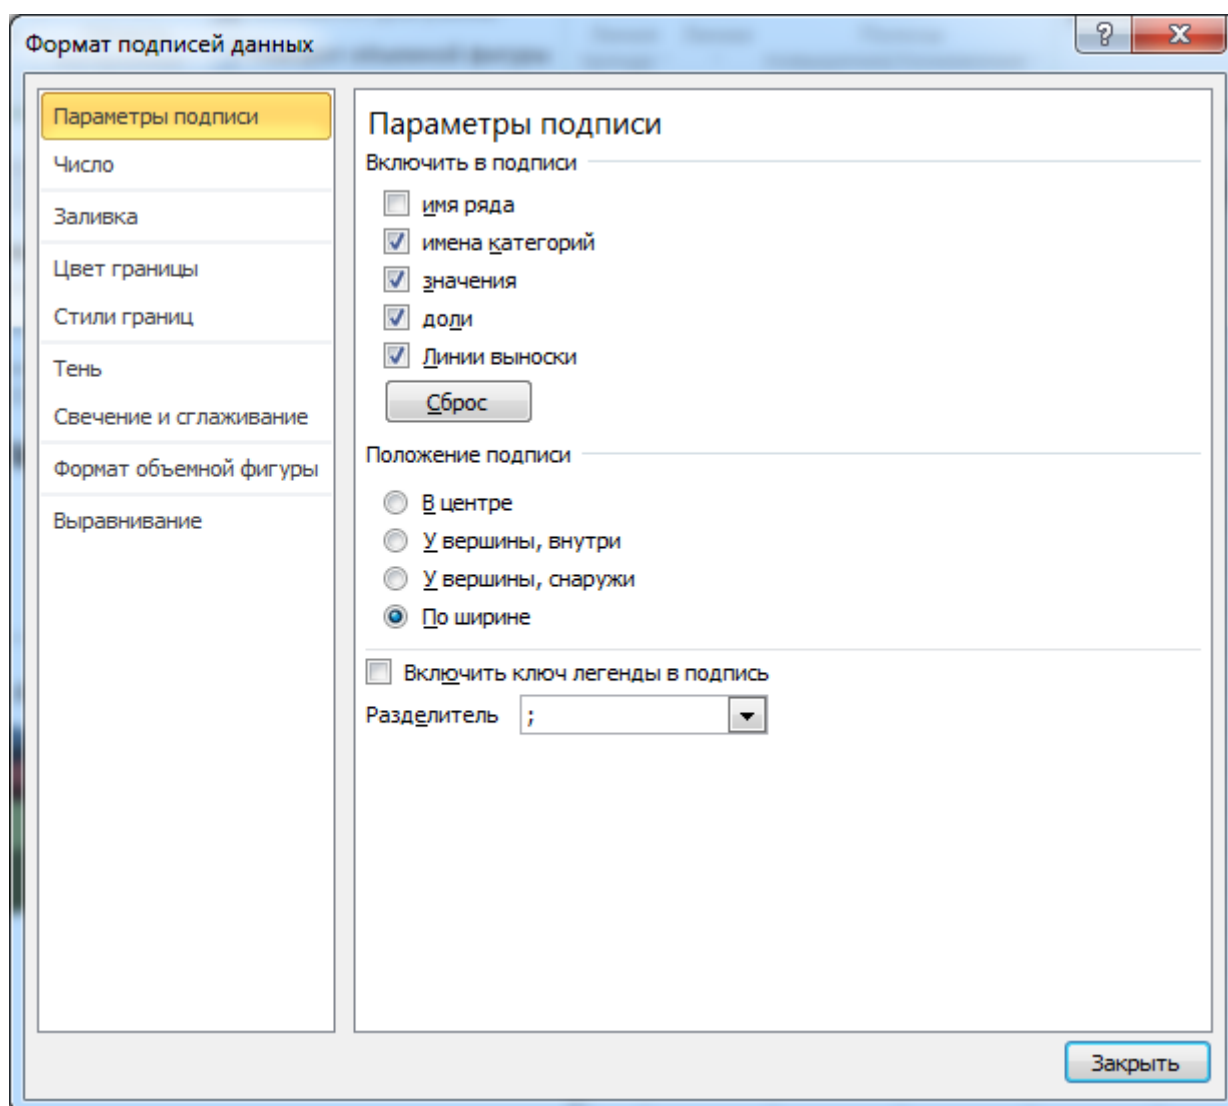 Формат подписей данных
Параметры подписи
Число
Заливка
Цвет границы
Стили границ
Тень
Свечение и сглаживание
Формат объемной фигуры
Выравнивание
Параметры подписи
Включить в подписи
имя ряда
имена категорий
значения
доли
Линии выноски
Сброс
Положение подписи
В центре
У вершины, внутри
У вершины, снаружи
По ширине
Включить ключ легенды в подпись
Разделитель ;
Закрыть